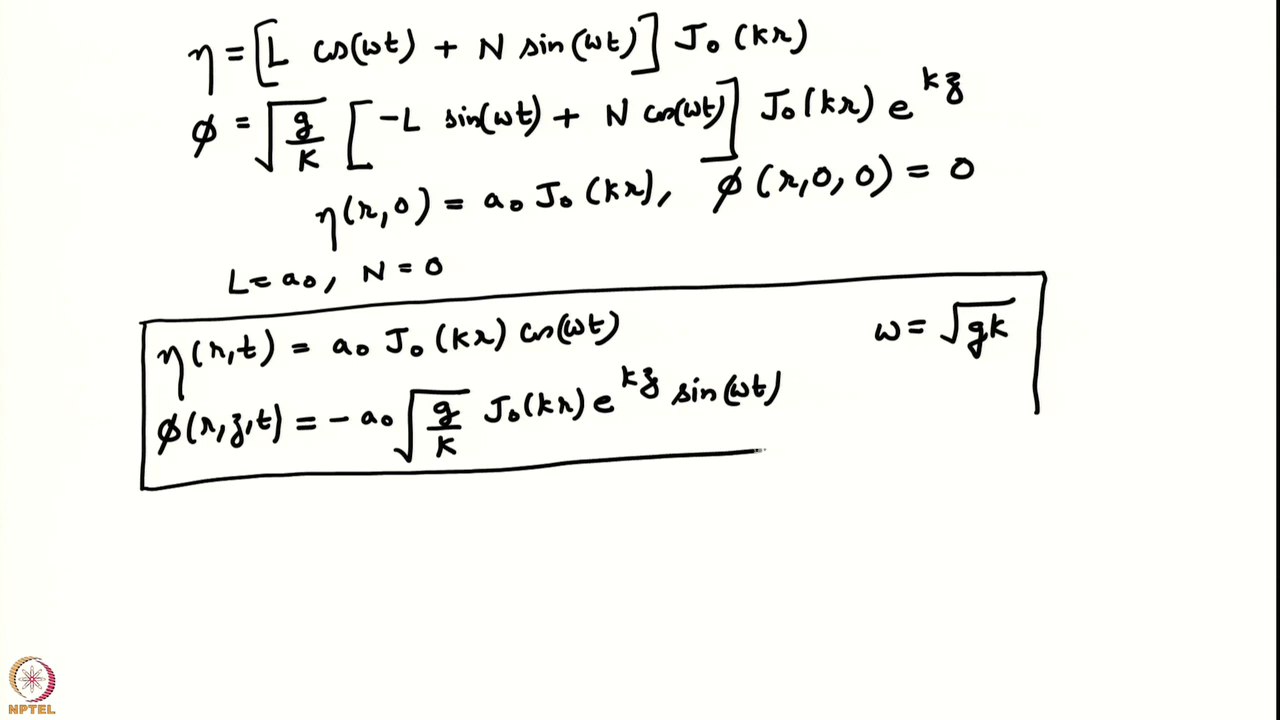 η = [L cos(ωt) + N sin(ωt)] J₀(kr)
φ = √(g/k) [-L sin(ωt) + N cos(ωt)] J₀(kr) e^{kz}
η(r,0) = a₀ J₀(kr), φ(r,0,0) = 0
L = a₀, N = 0
η(r,t) = a₀ J₀(kr) cos(ωt) ω = √gk
φ(r,z,t) = - a₀ √(g/k) J₀(kr) e^{kz} sin(ωt)
NPTEL